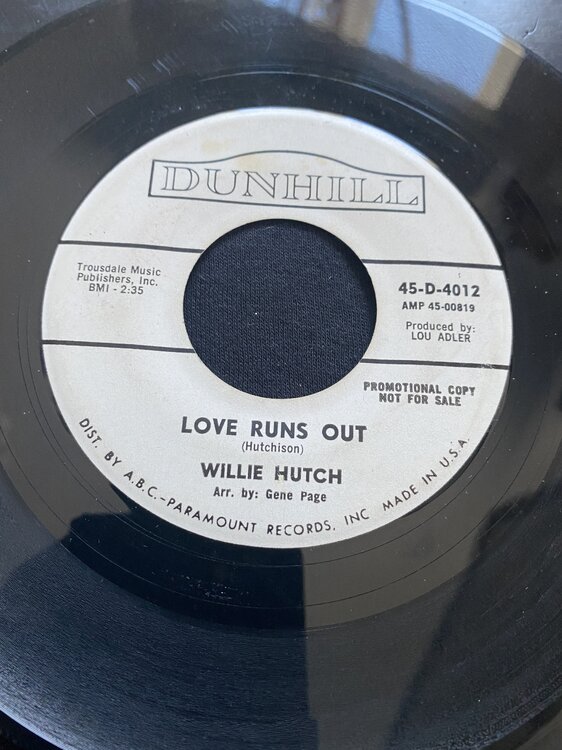 DUNHILL
Trousdale Music
Publishers, Inc.
BMI - 2:35
45-D-4012
AMP 45-00819
Produced by:
LOU ADLER
PROMOTIONAL COPY
NOT FOR SALE
LOVE RUNS OUT
(Hutchison)
WILLIE HUTCH
Arr. by: Gene Page
DIST. BY A.B.C.-PARAMOUNT RECORDS, INC MADE IN U.S.A.